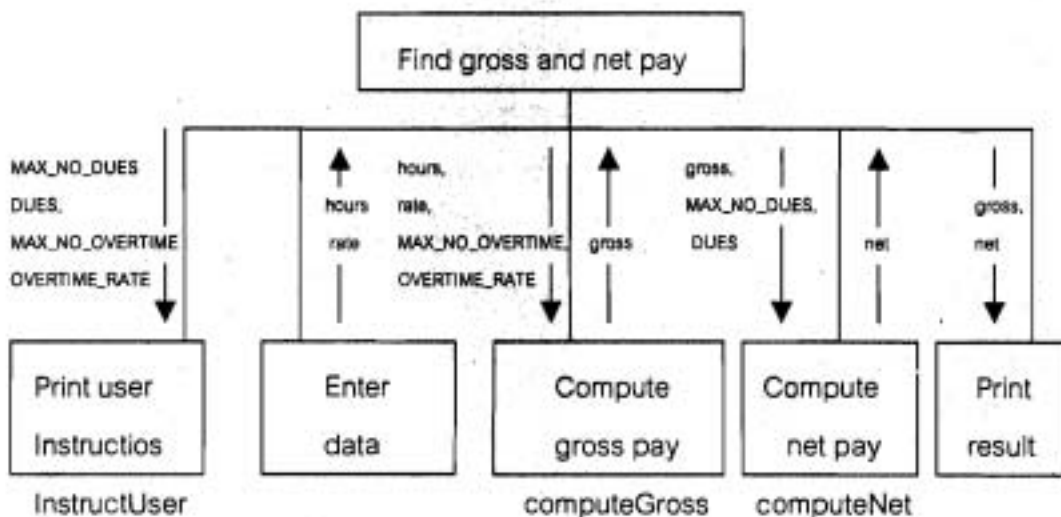 Find gross and net pay
MAX_NO_DUES
DUES,
MAX_NO_OVERTIME
OVERTIME_RATE
hours
rate
hours,
rate,
MAX_NO_OVERTIME,
OVERTIME_RATE
gross
gross,
MAX_NO_DUES,
DUES
net
gross,
net
Print user
Instructios
Enter
data
Compute
gross pay
Compute
net pay
Print
result
InstructUser
computeGross
computeNet